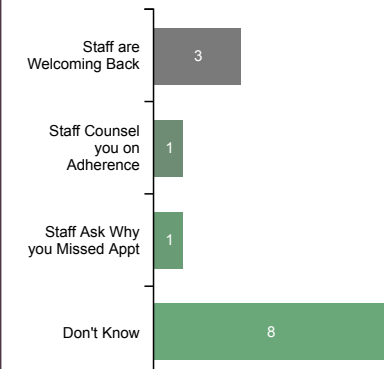 Staff are
Welcoming Back
3
Staff Counsel
you on
Adherence
1
Staff Ask Why
you Missed Appt
1
Don't Know
8